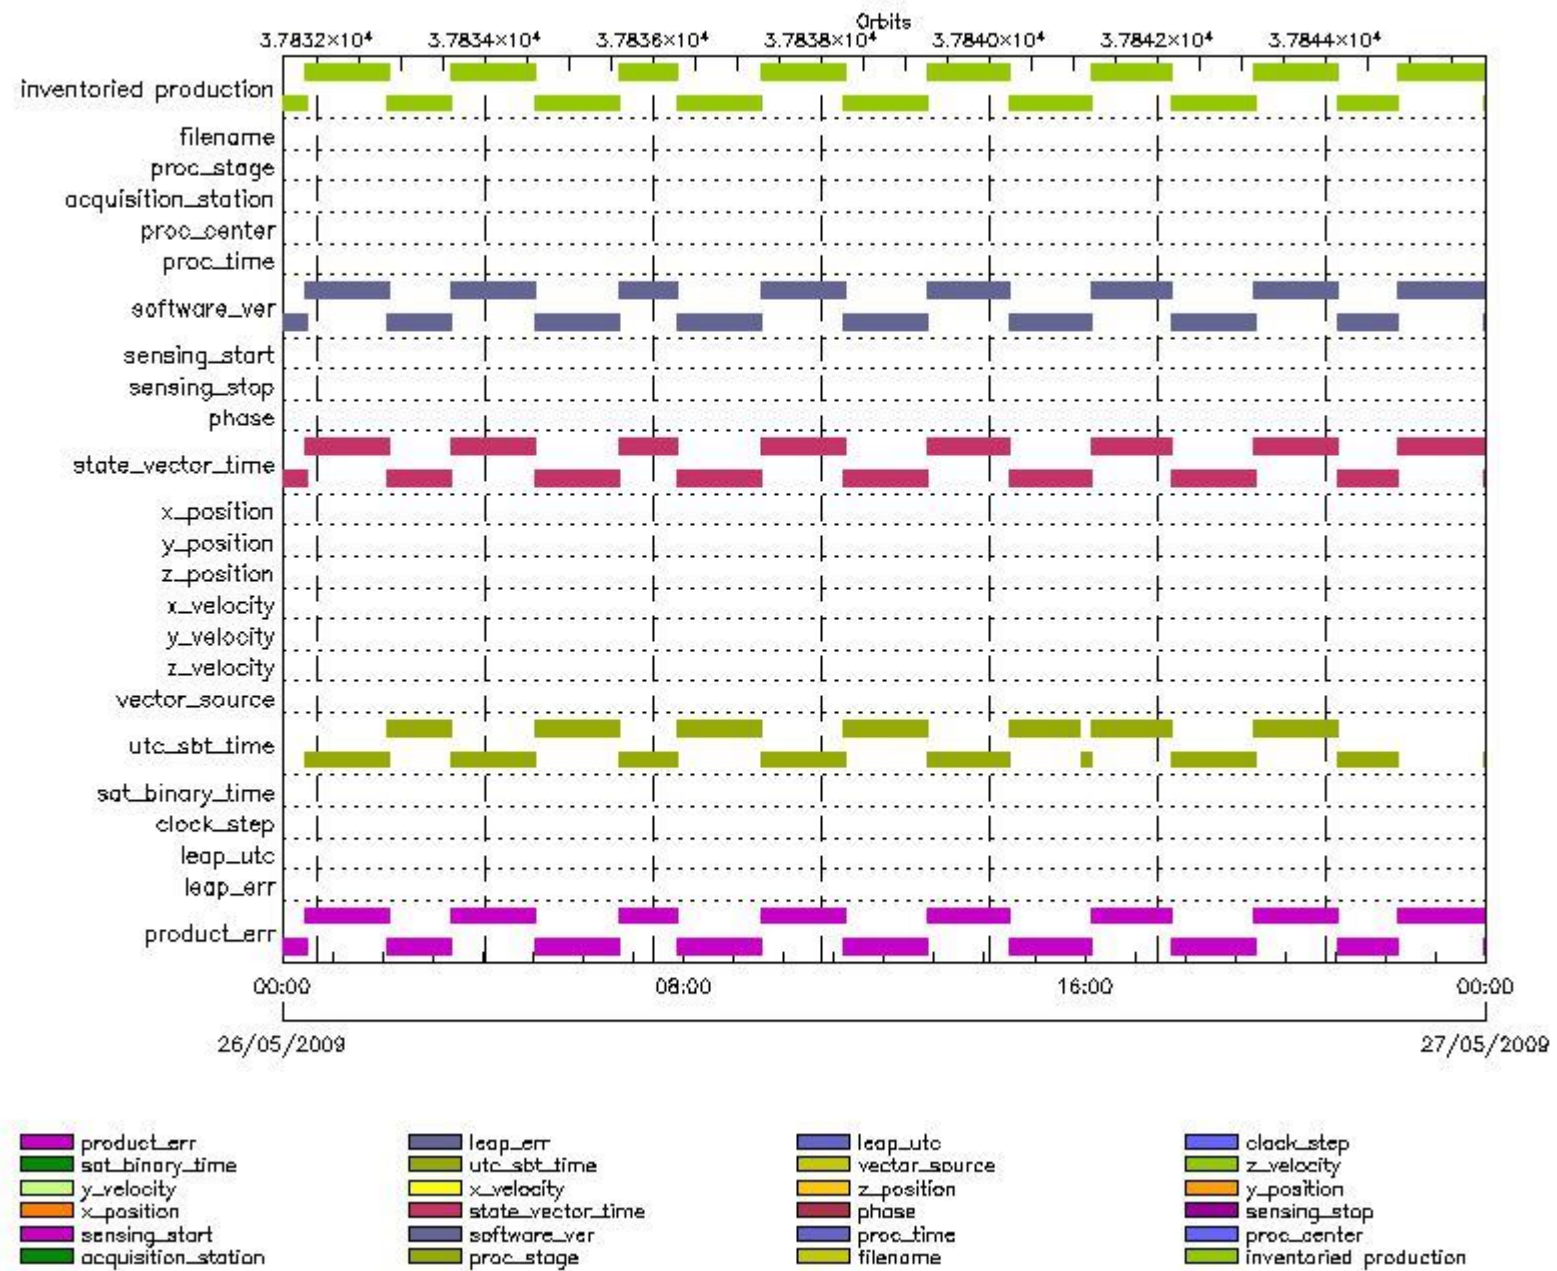 Orbits
3.7832×10⁴ 3.7834×10⁴ 3.7836×10⁴ 3.7838×10⁴ 3.7840×10⁴ 3.7842×10⁴ 3.7844×10⁴
inventoried production
filename
proc_stage
acquisition_station
proc_center
proc_time
software_ver
sensing_start
sensing_stop
phase
state_vector_time
x_position
y_position
z_position
x_velocity
y_velocity
z_velocity
vector_source
utc_sbt_time
sat_binary_time
clock_step
leap_utc
leap_err
product_err
00:00 08:00 16:00 00:00
26/05/2009 27/05/2009
product_err leap_err leap_utc clock_step
sat_binary_time utc_sbt_time vector_source z_velocity
y_velocity x_velocity z_position y_position
x_position state_vector_time phase sensing_stop
sensing_start software_ver proc_time proc_center
acquisition_station proc_stage filename inventoried production